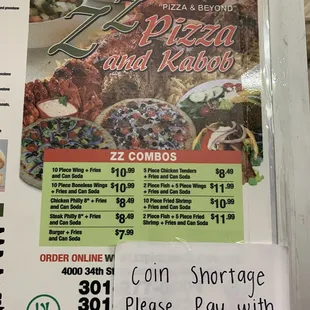 "PIZZA & BEYOND"
ZZ Pizza
and Kabob
ZZ COMBOS
10 Piece Wing + Fries and Can Soda $10.99
10 Piece Boneless Wings + Fries and Can Soda $10.99
Chicken Philly 8" + Fries and Can Soda $8.49
Steak Philly 8" + Fries and Can Soda $8.49
Burger + Fries and Can Soda $7.99
5 Piece Chicken Tenders + Fries and Can Soda $8.49
2 Piece Fish + 5 Piece Wings + Fries and Can Soda $11.99
10 Piece Fried Shrimp + Fries and Can Soda $10.99
2 Piece Fish + 5 Piece Fried Shrimp + Fries and Can Soda $11.99
ORDER ONLINE
4000 34th
301
301
Coin Shortage
Please Pay with